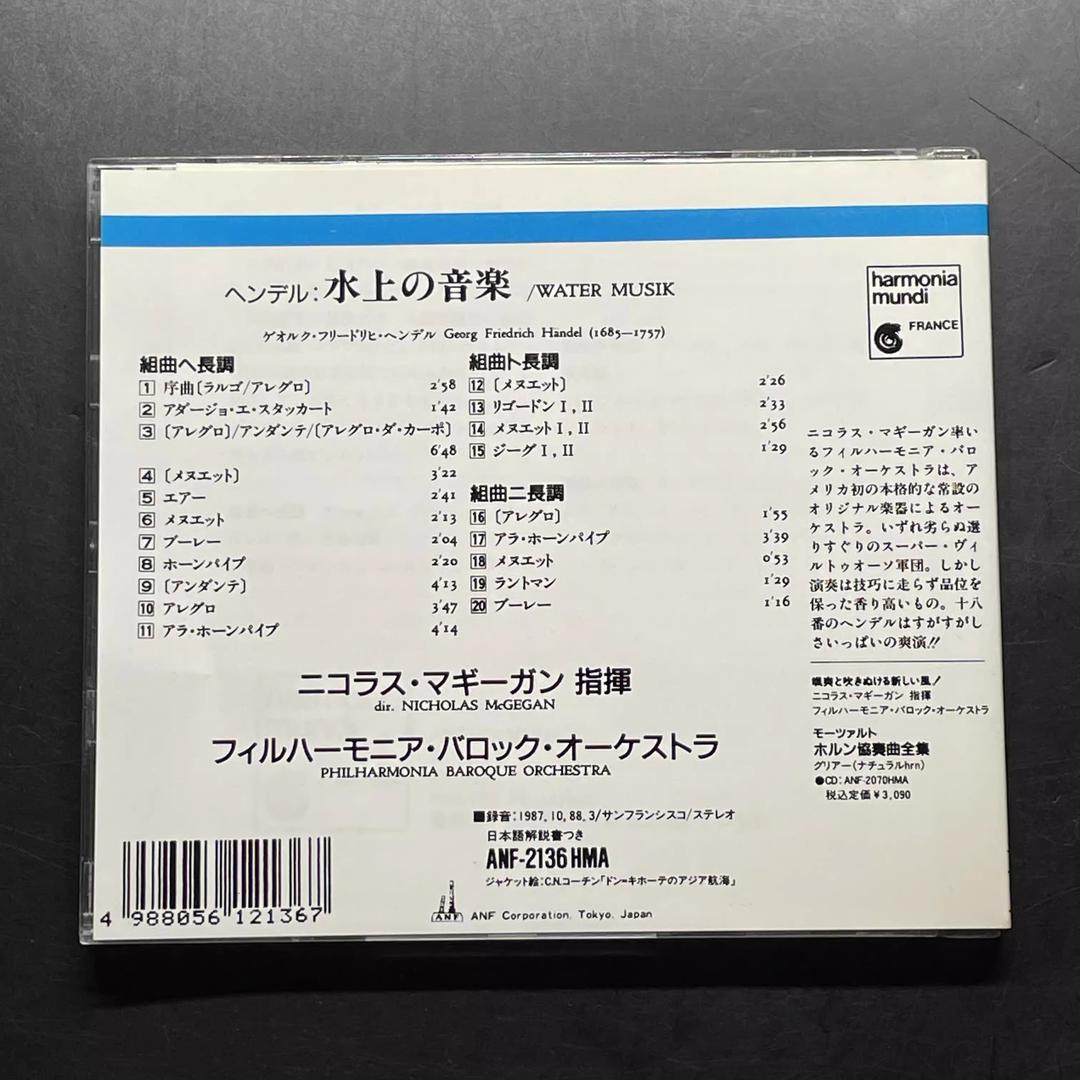 ヘンデル:水上の音楽 /WATER MUSIK
ゲオルク・フリードリヒ・ヘンデル Georg Friedrich Händel (1685—1757)
harmonia
mundi
FRANCE
組曲ヘ長調
1 序曲〔ラルゴ/アレグロ〕 2'58
2 アダージョ・エ・スタッカート 1'42
3 〔アレグロ〕/アンダンテ/〔アレグロ・ダ・カーポ〕
6'48
4 〔メヌエット〕 3'22
5 エアー 2'41
6 メヌエット 2'13
7 ブーレー 2'04
8 ホーンパイプ 2'20
9 〔アンダンテ〕 4'13
10 アレグロ 3'47
11 アラ・ホーンパイプ 4'14
組曲ト長調
12 〔メヌエット〕 2'26
13 リゴードン I, II 2'33
14 メヌエット I, II 2'56
15 ジーグ I, II 1'29
組曲ニ長調
16 〔アレグロ〕 1'55
17 アラ・ホーンパイプ 3'39
18 メヌエット 0'53
19 ラントマン 1'29
20 ブーレー 1'16
ニコラス・マギーガン 指揮
dir. NICHOLAS McGEGAN
フィルハーモニア・バロック・オーケストラ
PHILHARMONIA BAROQUE ORCHESTRA
■録音:1987.10,88.3/サンフランシスコ/ステレオ
日本語解説書つき
ANF-2136 HMA
ジャケット絵:C.N.コーチン「ドン=キホーテのアジア航海」
ANF ANF Corporation, Tokyo, Japan
4 988056 121367
ニコラス・マギーガン率い
るフィルハーモニア・バロ
ック・オーケストラは、ア
メリカ初の本格的な常設の
オリジナル楽器によるオー
ケストラ。いずれ劣らぬ選
りすぐりのスーパー・ヴィ
ルトゥオーソ軍団。しかし
演奏は技巧に走らず品位を
保った香り高いもの。十八
番のヘンデルはすがすがし
さいっぱいの爽演!!
颯爽と吹きぬける新しい風!
ニコラス・マギーガン 指揮
フィルハーモニア・バロック・オーケストラ
モーツァルト
ホルン協奏曲全集
グリアー(ナチュラルhrn)
●CD:ANF-2070HMA
税込定価¥3,090